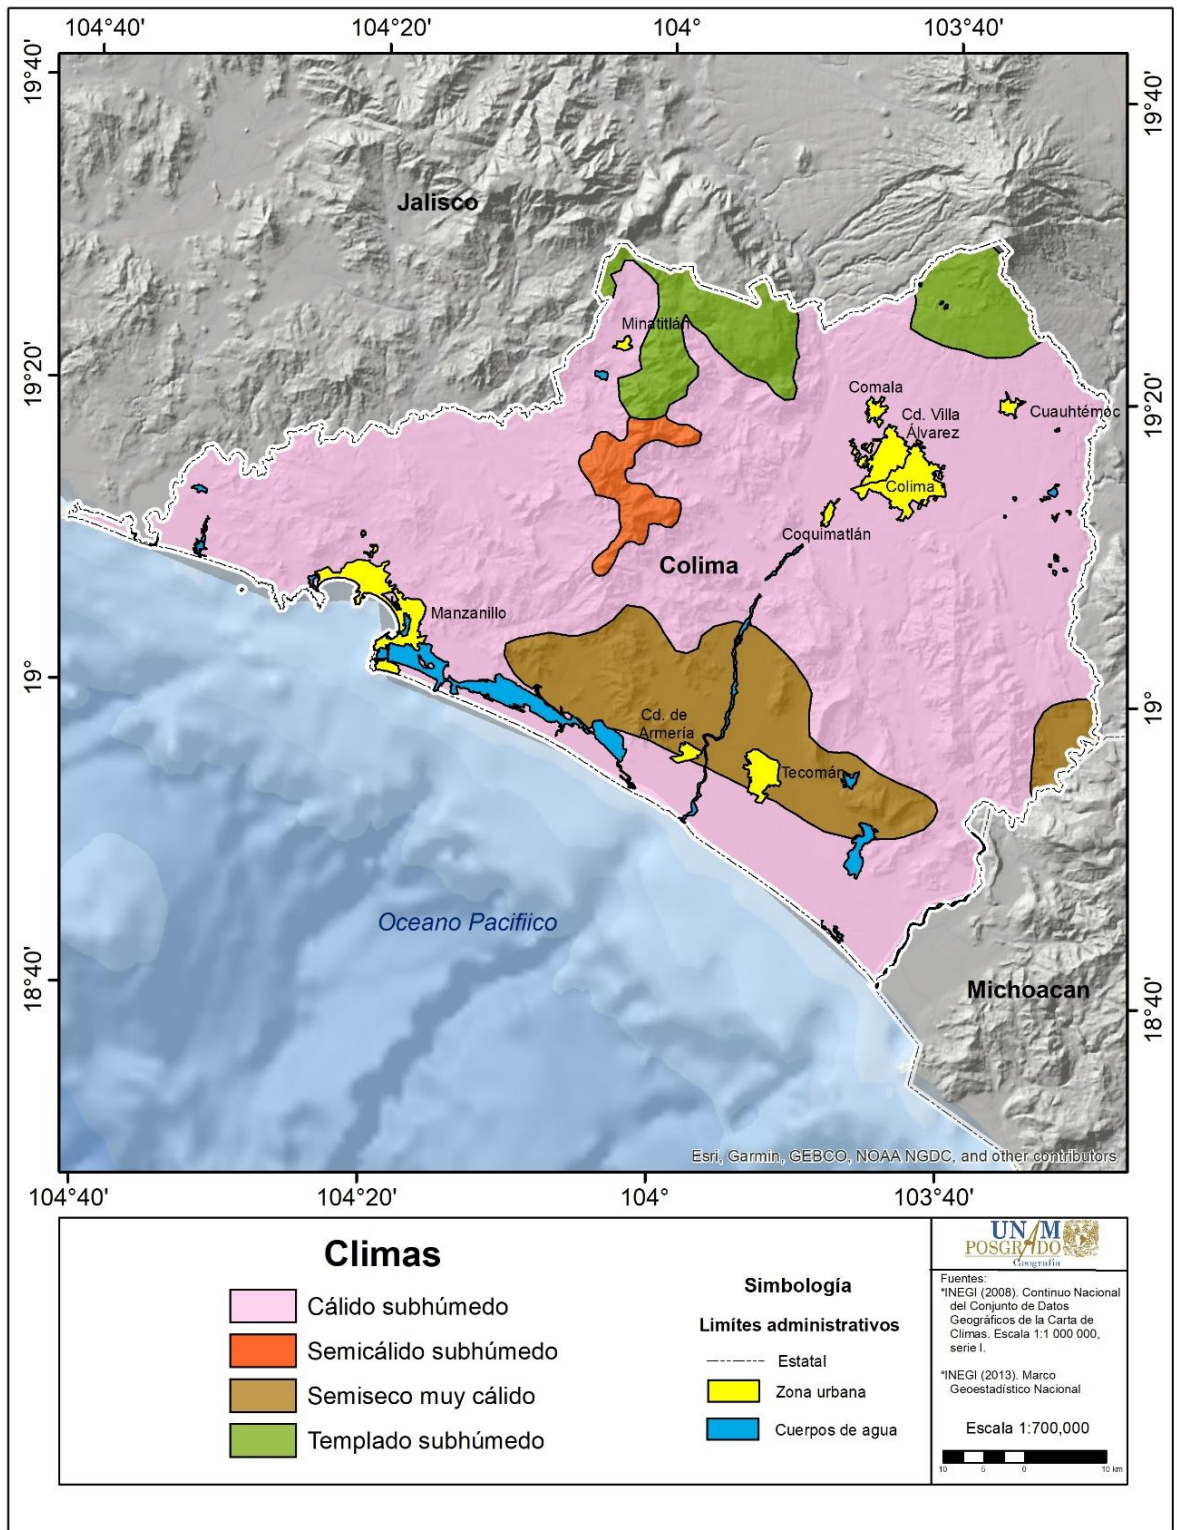 104°40'
104°20'
104°
103°40'
19°40'
19°40'
Jalisco
Minatitlán
19°20'
19°20'
Comala
Cd. Villa
Álvarez
Cuauhtémoc
Colima
Coquimatlán
Colima
Manzanillo
19°
19°
Cd. de
Armería
Tecomán
Oceano Pacifiico
18°40'
18°40'
Michoacan
Esri, Garmin, GEBCO, NOAA NGDC, and other contributors
104°40'
104°20'
104°
103°40'
Climas
Cálido subhúmedo
Semicálido subhúmedo
Semiseco muy cálido
Templado subhúmedo
Simbología
Limítes administrativos
Estatal
Zona urbana
Cuerpos de agua
UNAM
POSGRADO
Geografía
Fuentes:
*INEGI (2008). Continuo Nacional
del Conjunto de Datos
Geográficos de la Carta de
Climas. Escala 1:1 000 000,
serie I.
*INEGI (2013). Marco
Geoestadístico Nacional
Escala 1:700,000
10 5 0 10 km